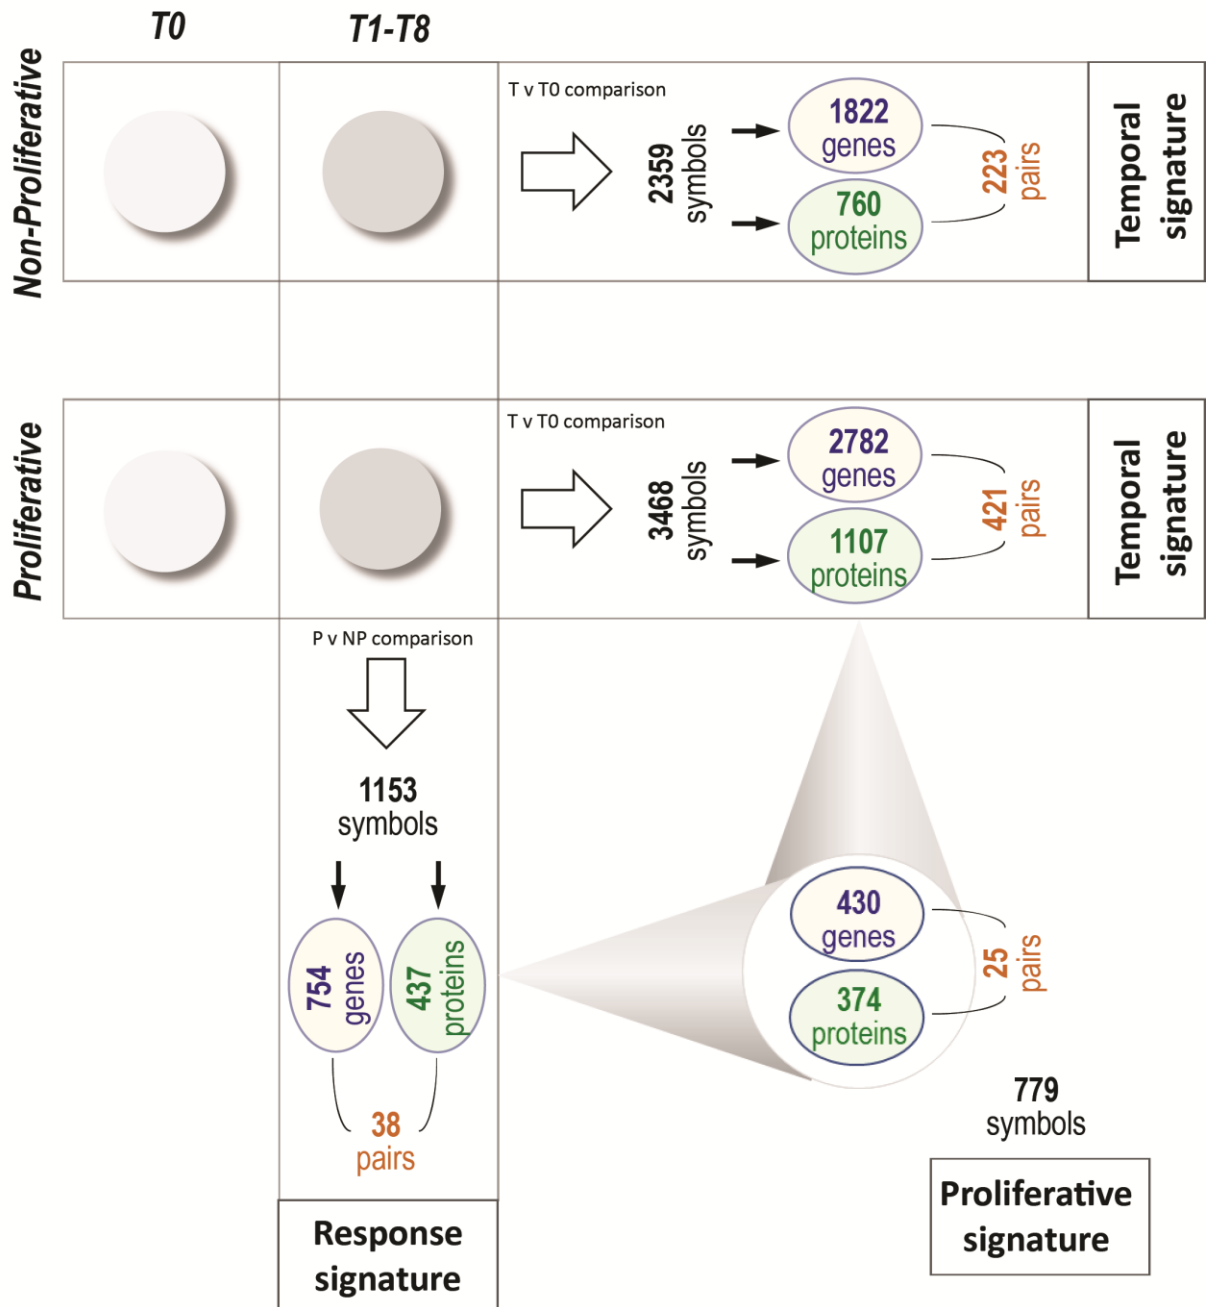 T0
T1-T8
Non-Proliferative
T v T0 comparison
2359
symbols
1822
genes
760
proteins
223
pairs
Temporal
signature
Proliferative
T v T0 comparison
3468
symbols
2782
genes
1107
proteins
421
pairs
Temporal
signature
P v NP comparison
1153
symbols
754
genes
437
proteins
38
pairs
Response
signature
430
genes
374
proteins
25
pairs
779
symbols
Proliferative
signature